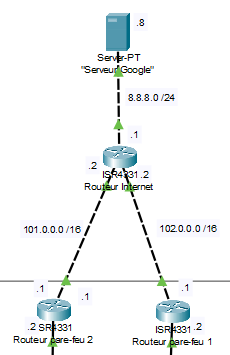 .8
Server-PT
"Serveur Google"
8.8.8.0 /24
.1
.2
ISR4331 .2
Routeur Internet
101.0.0.0 /16
102.0.0.0 /16
.1
.1
.1
.2
SR4331
Routeur pare-feu 2
ISR4331 .2
Routeur pare-feu 1